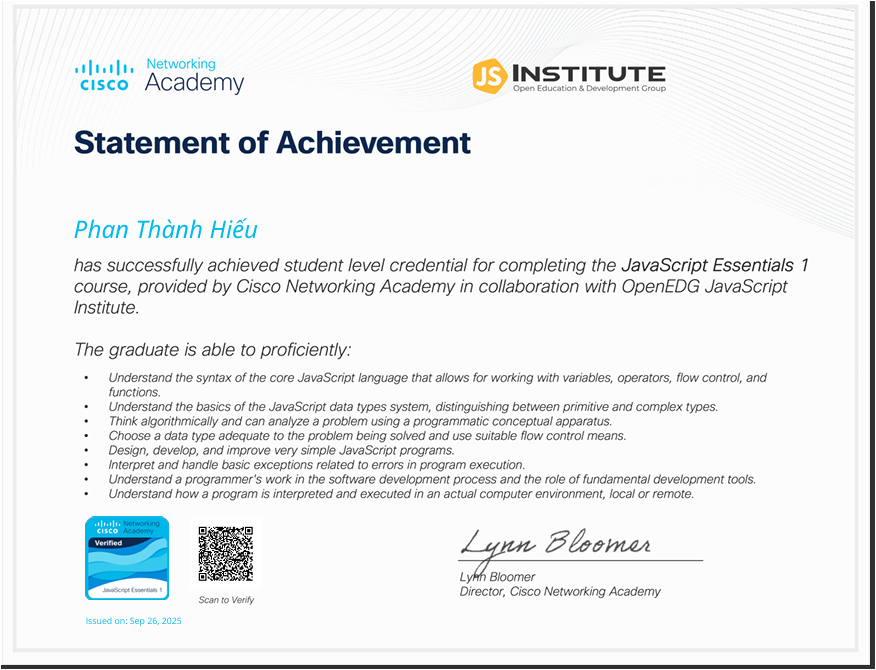 Networking
Academy
CISCO
JS INSTITUTE
Open Education & Development Group
Statement of Achievement
Phan Thành Hiếu
has successfully achieved student level credential for completing the JavaScript Essentials 1
course, provided by Cisco Networking Academy in collaboration with OpenEDG JavaScript
Institute.
The graduate is able to proficiently:
• Understand the syntax of the core JavaScript language that allows for working with variables, operators, flow control, and
functions.
• Understand the basics of the JavaScript data types system, distinguishing between primitive and complex types.
• Think algorithmically and can analyze a problem using a programmatic conceptual apparatus.
• Choose a data type adequate to the problem being solved and use suitable flow control means.
• Design, develop, and improve very simple JavaScript programs.
• Interpret and handle basic exceptions related to errors in program execution.
• Understand a programmer's work in the software development process and the role of fundamental development tools.
• Understand how a program is interpreted and executed in an actual computer environment, local or remote.
Networking
CISCO Academy
Verified
JavaScript Essentials 1
Scan to Verify
Issued on: Sep 26, 2025
Lynn Bloomer
Lynn Bloomer
Director, Cisco Networking Academy